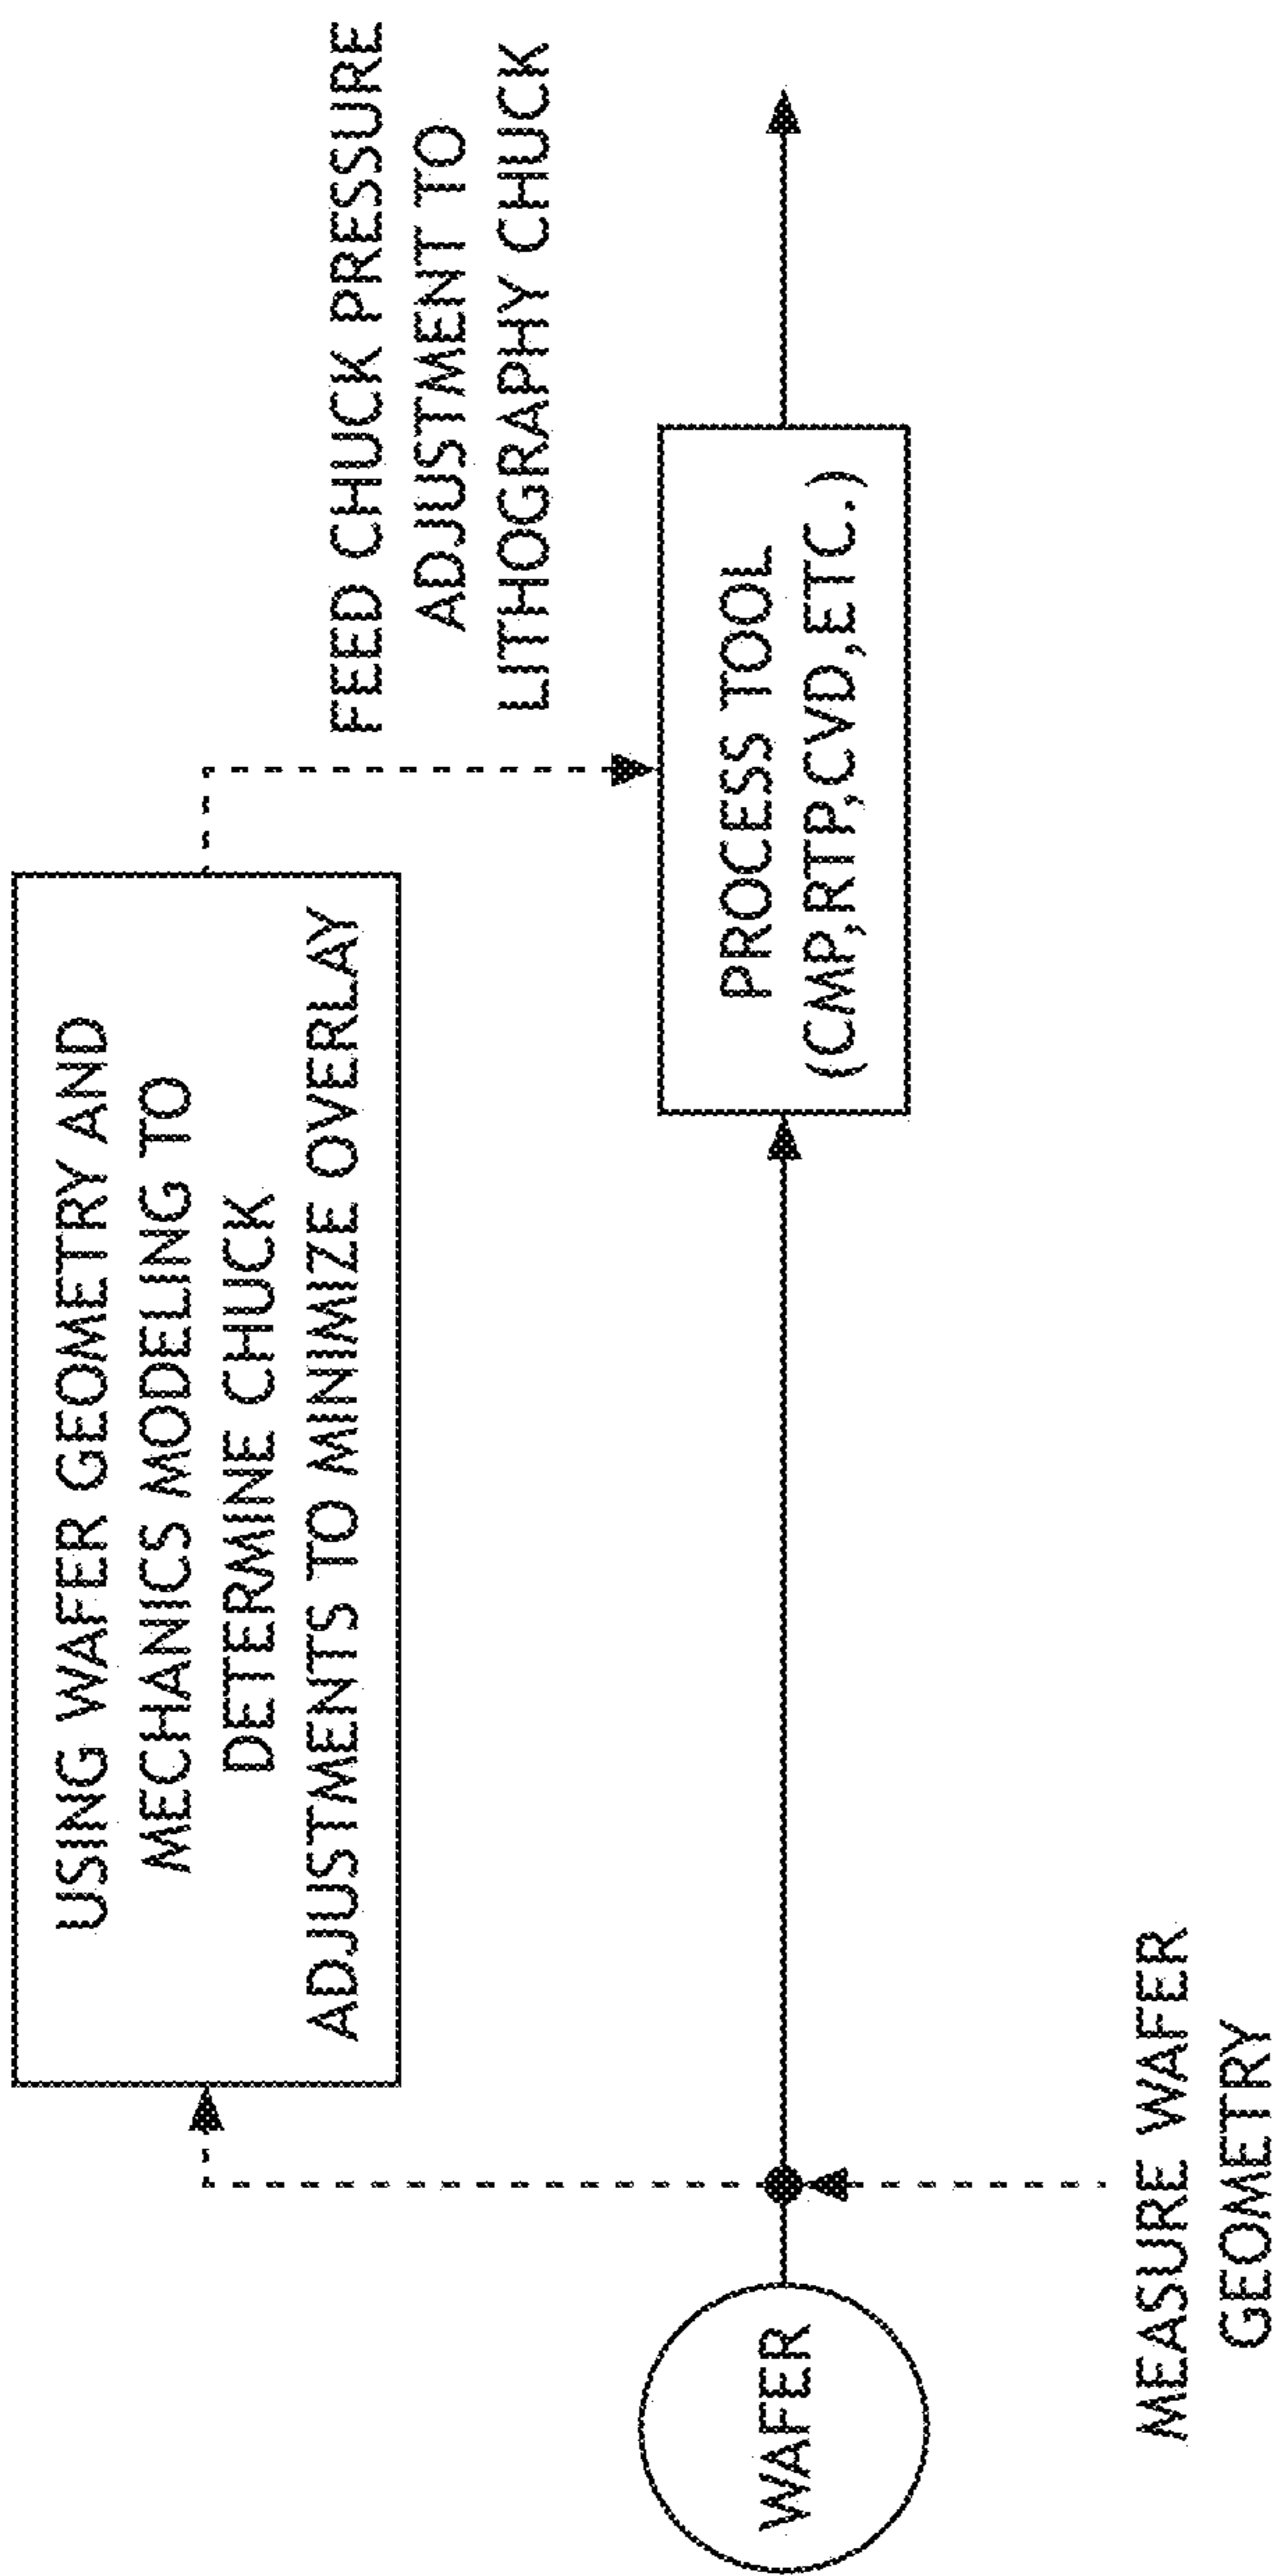 USING WAFER GEOMETRY AND
MECHANICS MODELING TO
DETERMINE CHUCK
ADJUSTMENTS TO MINIMIZE OVERLAY
FEED CHUCK PRESSURE
ADJUSTMENT TO
LITHOGRAPHY CHUCK
WAFER
PROCESS TOOL
(CMP,RTP,CVD,ETC.)
MEASURE WAFER
GEOMETRY